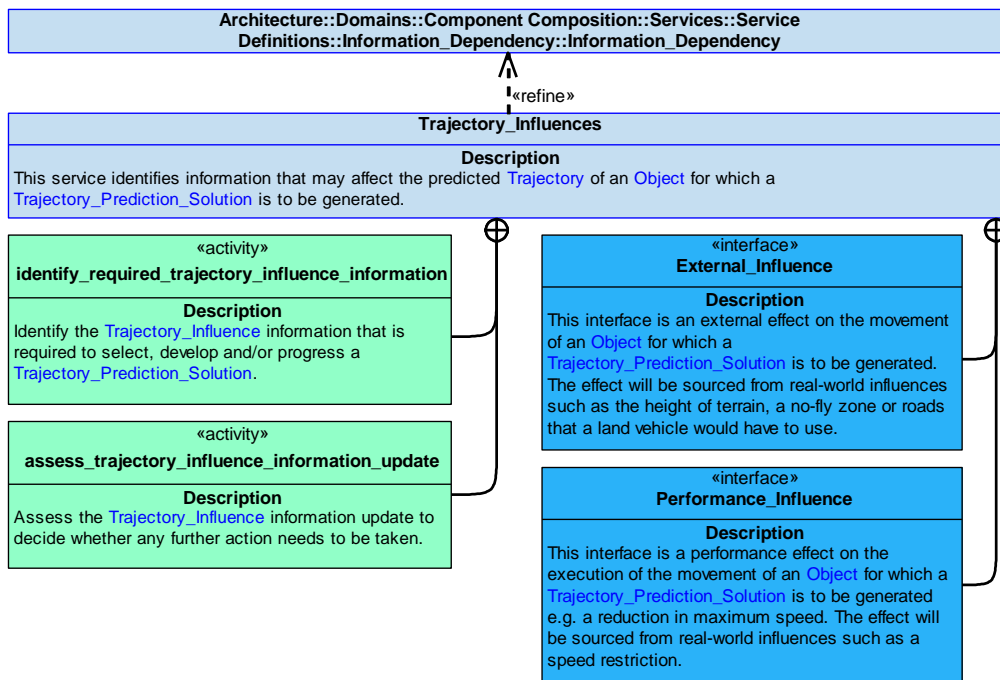 Architecture::Domains::Component Composition::Services::Service
Definitions::Information_Dependency::Information_Dependency
«refine»
Trajectory_Influences
Description
This service identifies information that may affect the predicted Trajectory of an Object for which a
Trajectory_Prediction_Solution is to be generated.
«activity»
identify_required_trajectory_influence_information
Description
Identify the Trajectory_Influence information that is
required to select, develop and/or progress a
Trajectory_Prediction_Solution.
«activity»
assess_trajectory_influence_information_update
Description
Assess the Trajectory_Influence information update to
decide whether any further action needs to be taken.
«interface»
External_Influence
Description
This interface is an external effect on the movement
of an Object for which a
Trajectory_Prediction_Solution is to be generated.
The effect will be sourced from real-world influences
such as the height of terrain, a no-fly zone or roads
that a land vehicle would have to use.
«interface»
Performance_Influence
Description
This interface is a performance effect on the
execution of the movement of an Object for which a
Trajectory_Prediction_Solution is to be generated
e.g. a reduction in maximum speed. The effect will
be sourced from real-world influences such as a
speed restriction.